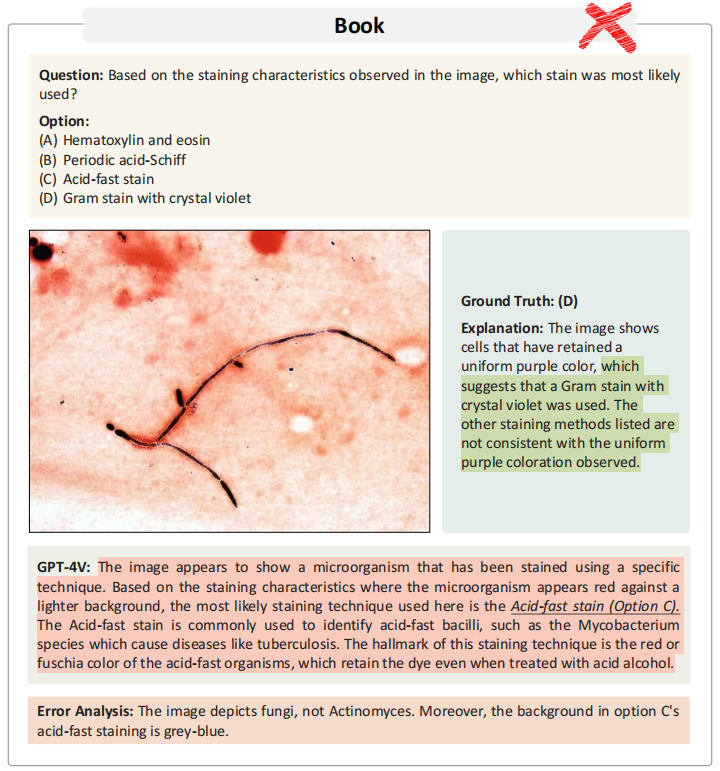 Book
Question: Based on the staining characteristics observed in the image, which stain was most likely
used?
Option:
(A) Hematoxylin and eosin
(B) Periodic acid-Schiff
(C) Acid-fast stain
(D) Gram stain with crystal violet
Ground Truth: (D)
Explanation: The image shows
cells that have retained a
uniform purple color, which
suggests that a Gram stain with
crystal violet was used. The
other staining methods listed are
not consistent with the uniform
purple coloration observed.
GPT-4V: The image appears to show a microorganism that has been stained using a specific
technique. Based on the staining characteristics where the microorganism appears red against a
lighter background, the most likely staining technique used here is the Acid-fast stain (Option C).
The Acid-fast stain is commonly used to identify acid-fast bacilli, such as the Mycobacterium
species which cause diseases like tuberculosis. The hallmark of this staining technique is the red or
fuschia color of the acid-fast organisms, which retain the dye even when treated with acid alcohol.
Error Analysis: The image depicts fungi, not Actinomyces. Moreover, the background in option C's
acid-fast staining is grey-blue.